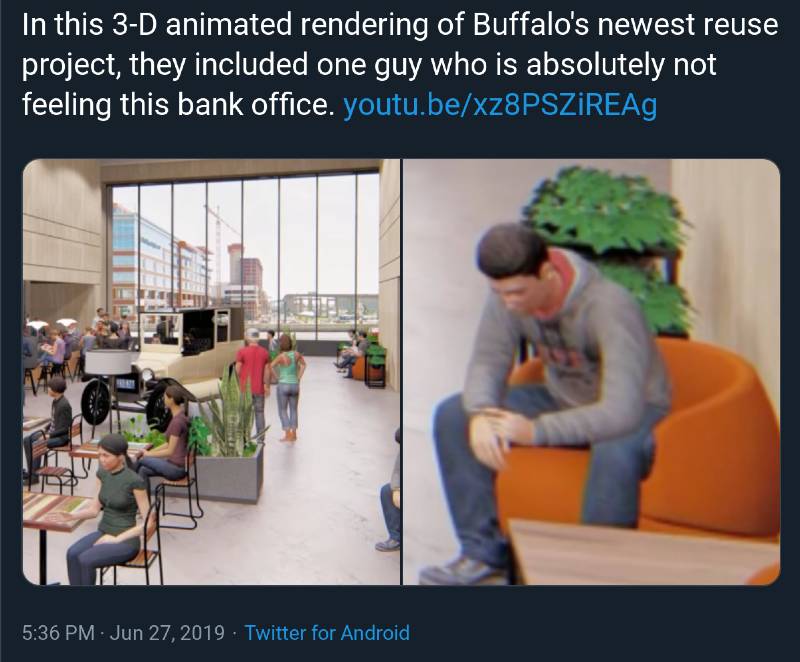 In this 3-D animated rendering of Buffalo's newest reuse
project, they included one guy who is absolutely not
feeling this bank office. youtu.be/xz8PSZiREAg
5:36 PM · Jun 27, 2019 · Twitter for Android